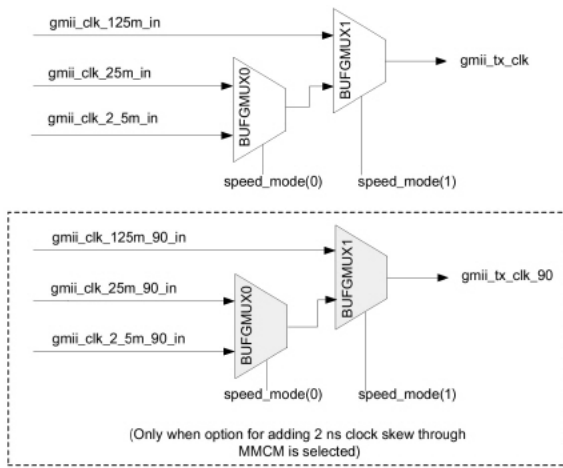 gmii_clk_125m_in
gmii_clk_25m_in
gmii_clk_2_5m_in
BUFGMUX0
BUFGMUX1
gmii_tx_clk
speed_mode(0)
speed_mode(1)
gmii_clk_125m_90_in
gmii_clk_25m_90_in
gmii_clk_2_5m_90_in
BUFGMUX0
BUFGMUX1
gmii_tx_clk_90
speed_mode(0)
speed_mode(1)
(Only when option for adding 2 ns clock skew through
MMCM is selected)